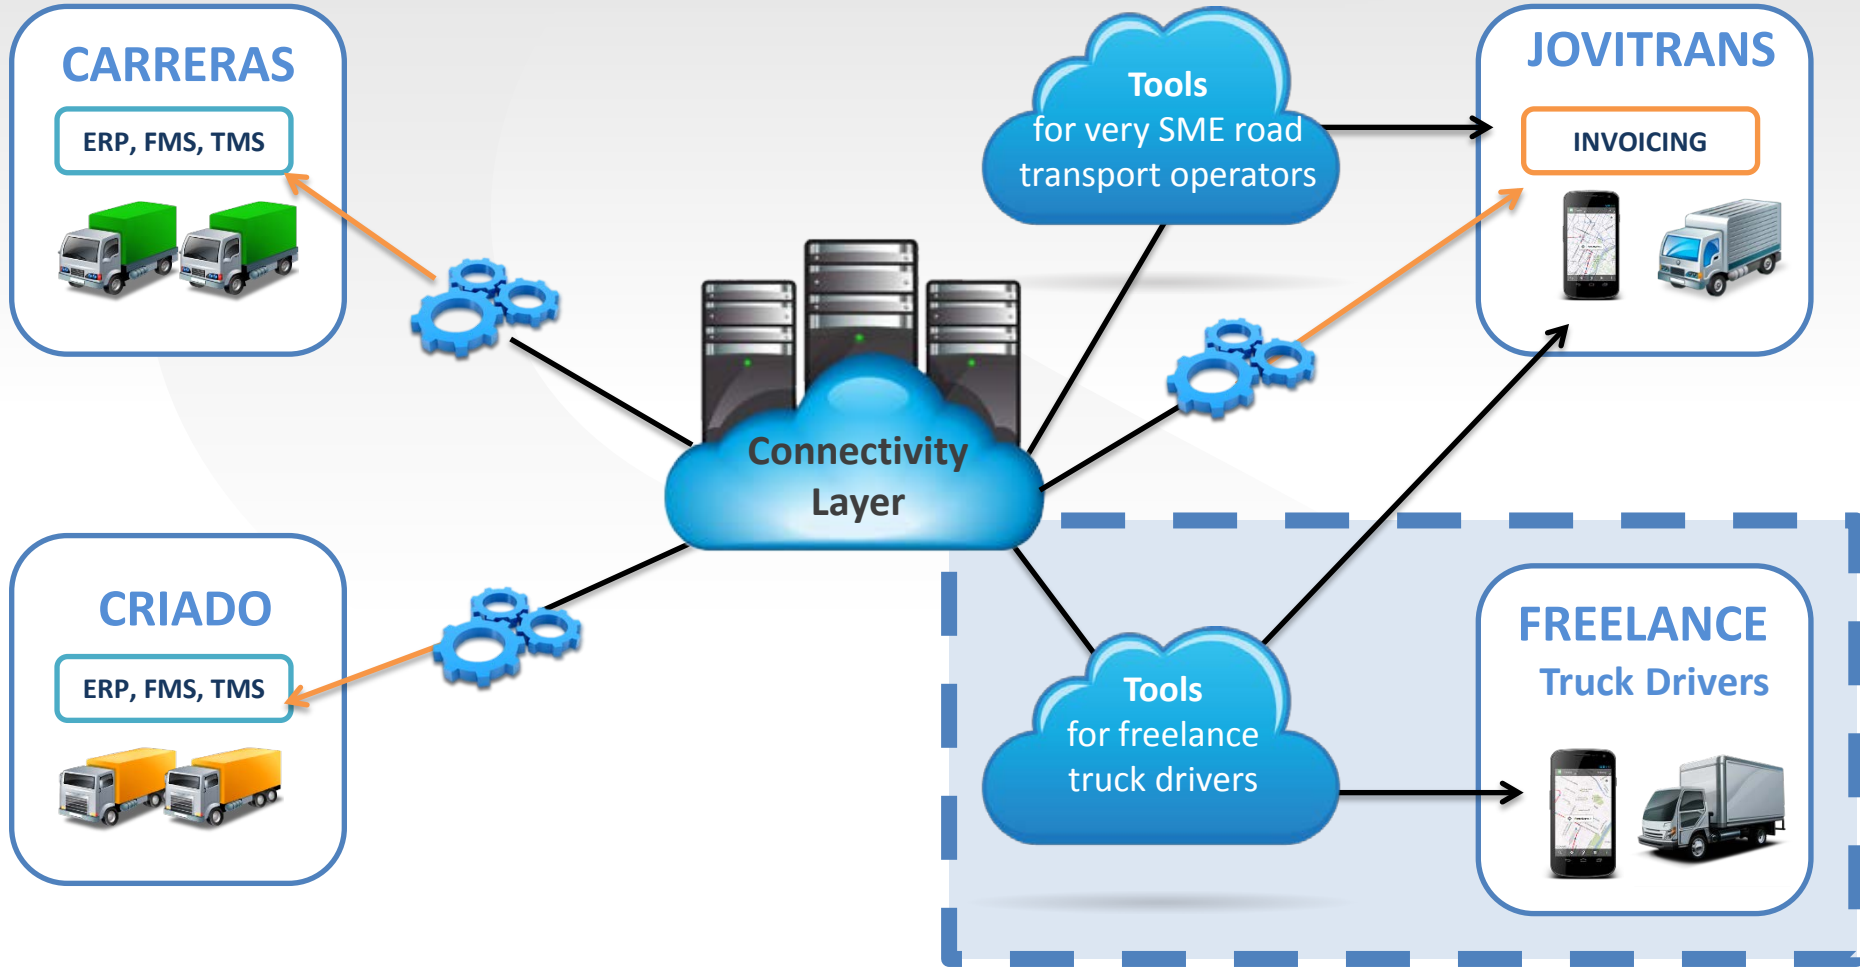 CARRERAS
ERP, FMS, TMS
Tools
for very SME road
transport operators
JOVITRANS
INVOICING
Connectivity
Layer
CRIADO
ERP, FMS, TMS
Tools
for freelance
truck drivers
FREELANCE
Truck Drivers